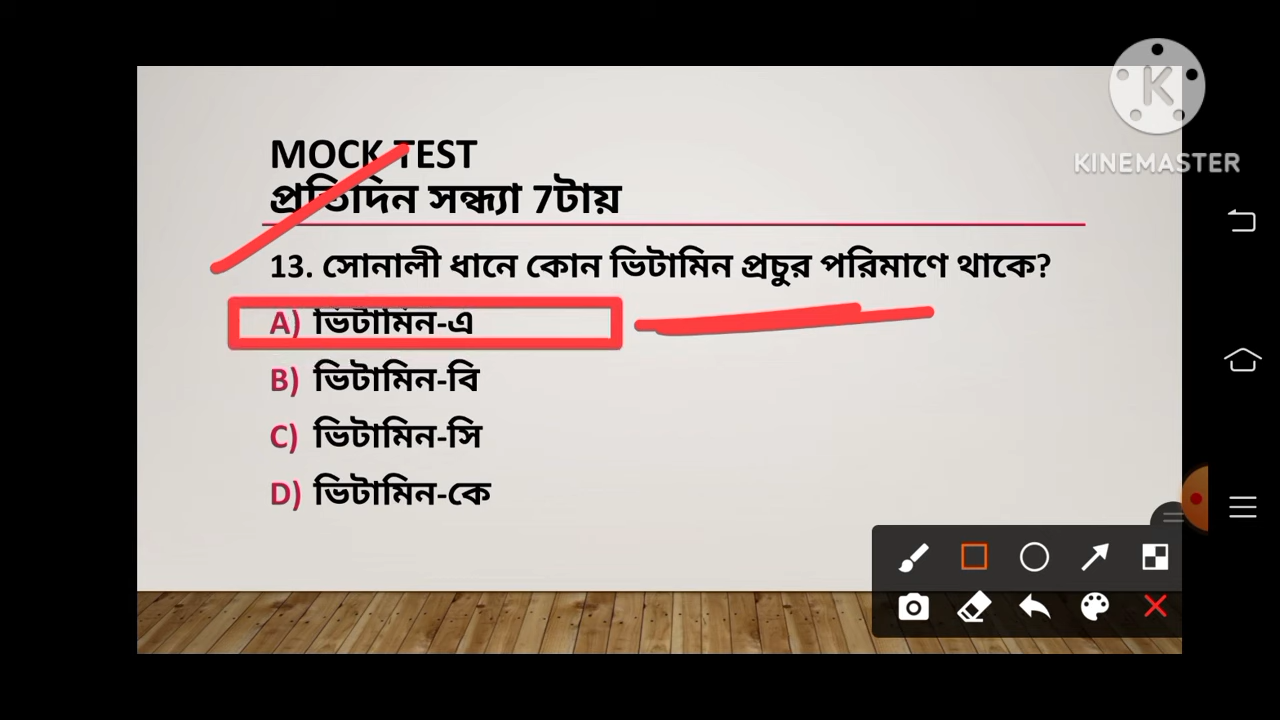 MOCK TEST
প্রতিদিন সন্ধ্যা 7টায়
13. সোনালী ধানে কোন ভিটামিন প্রচুর পরিমাণে থাকে?
A) ভিটামিন-এ
B) ভিটামিন-বি
C) ভিটামিন-সি
D) ভিটামিন-কে
K
KINEMASTER